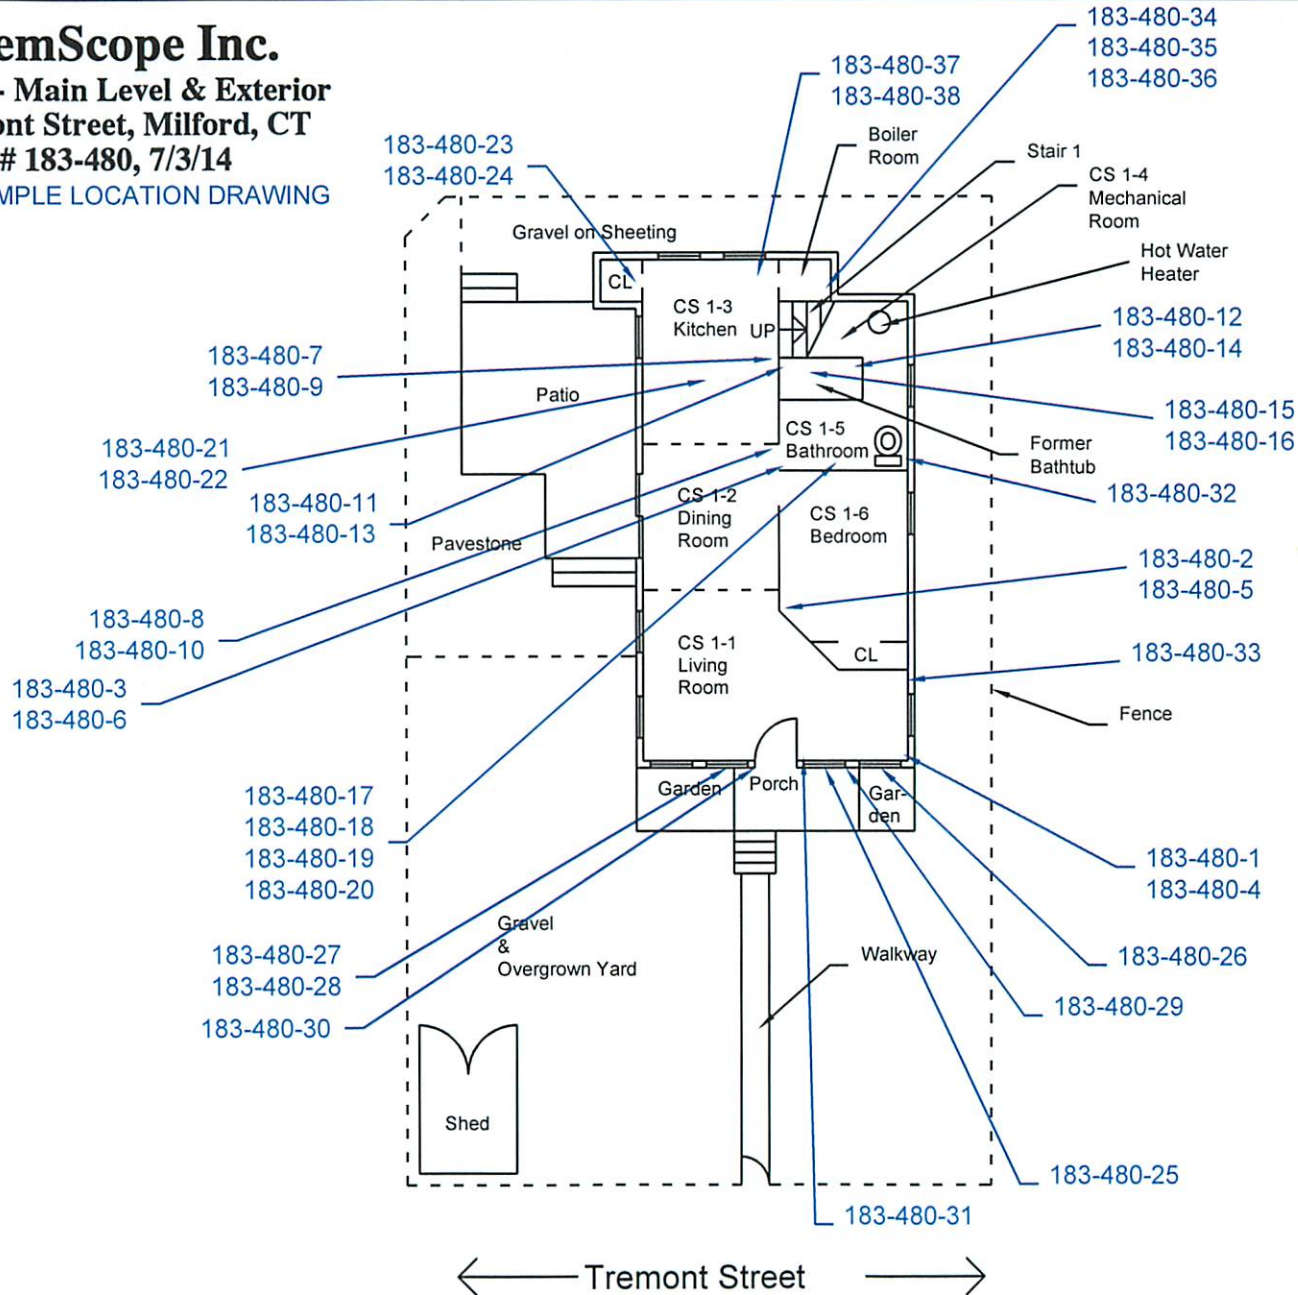 emScope Inc.
- Main Level & Exterior
ont Street, Milford, CT
# 183-480, 7/3/14
MPLE LOCATION DRAWING
183-480-34
183-480-35
183-480-36
183-480-37
183-480-38
183-480-23
183-480-24
Boiler
Room
Stair 1
CS 1-4
Mechanical
Room
Gravel on Sheeting
Hot Water
Heater
CL
CS 1-3
Kitchen
UP
183-480-12
183-480-14
183-480-7
183-480-9
Patio
183-480-15
183-480-16
CS 1-5
Bathroom
Former
Bathtub
183-480-21
183-480-22
183-480-32
183-480-11
183-480-13
CS 1-2
Dining
Room
CS 1-6
Bedroom
Pavestone
183-480-2
183-480-5
183-480-8
183-480-10
CS 1-1
Living
Room
CL
183-480-33
183-480-3
183-480-6
Fence
Garden
Porch
Gar-
den
183-480-17
183-480-18
183-480-19
183-480-20
183-480-1
183-480-4
Gravel
&
Overgrown Yard
183-480-27
183-480-28
Walkway
183-480-26
183-480-29
183-480-30
Shed
183-480-25
183-480-31
Tremont Street